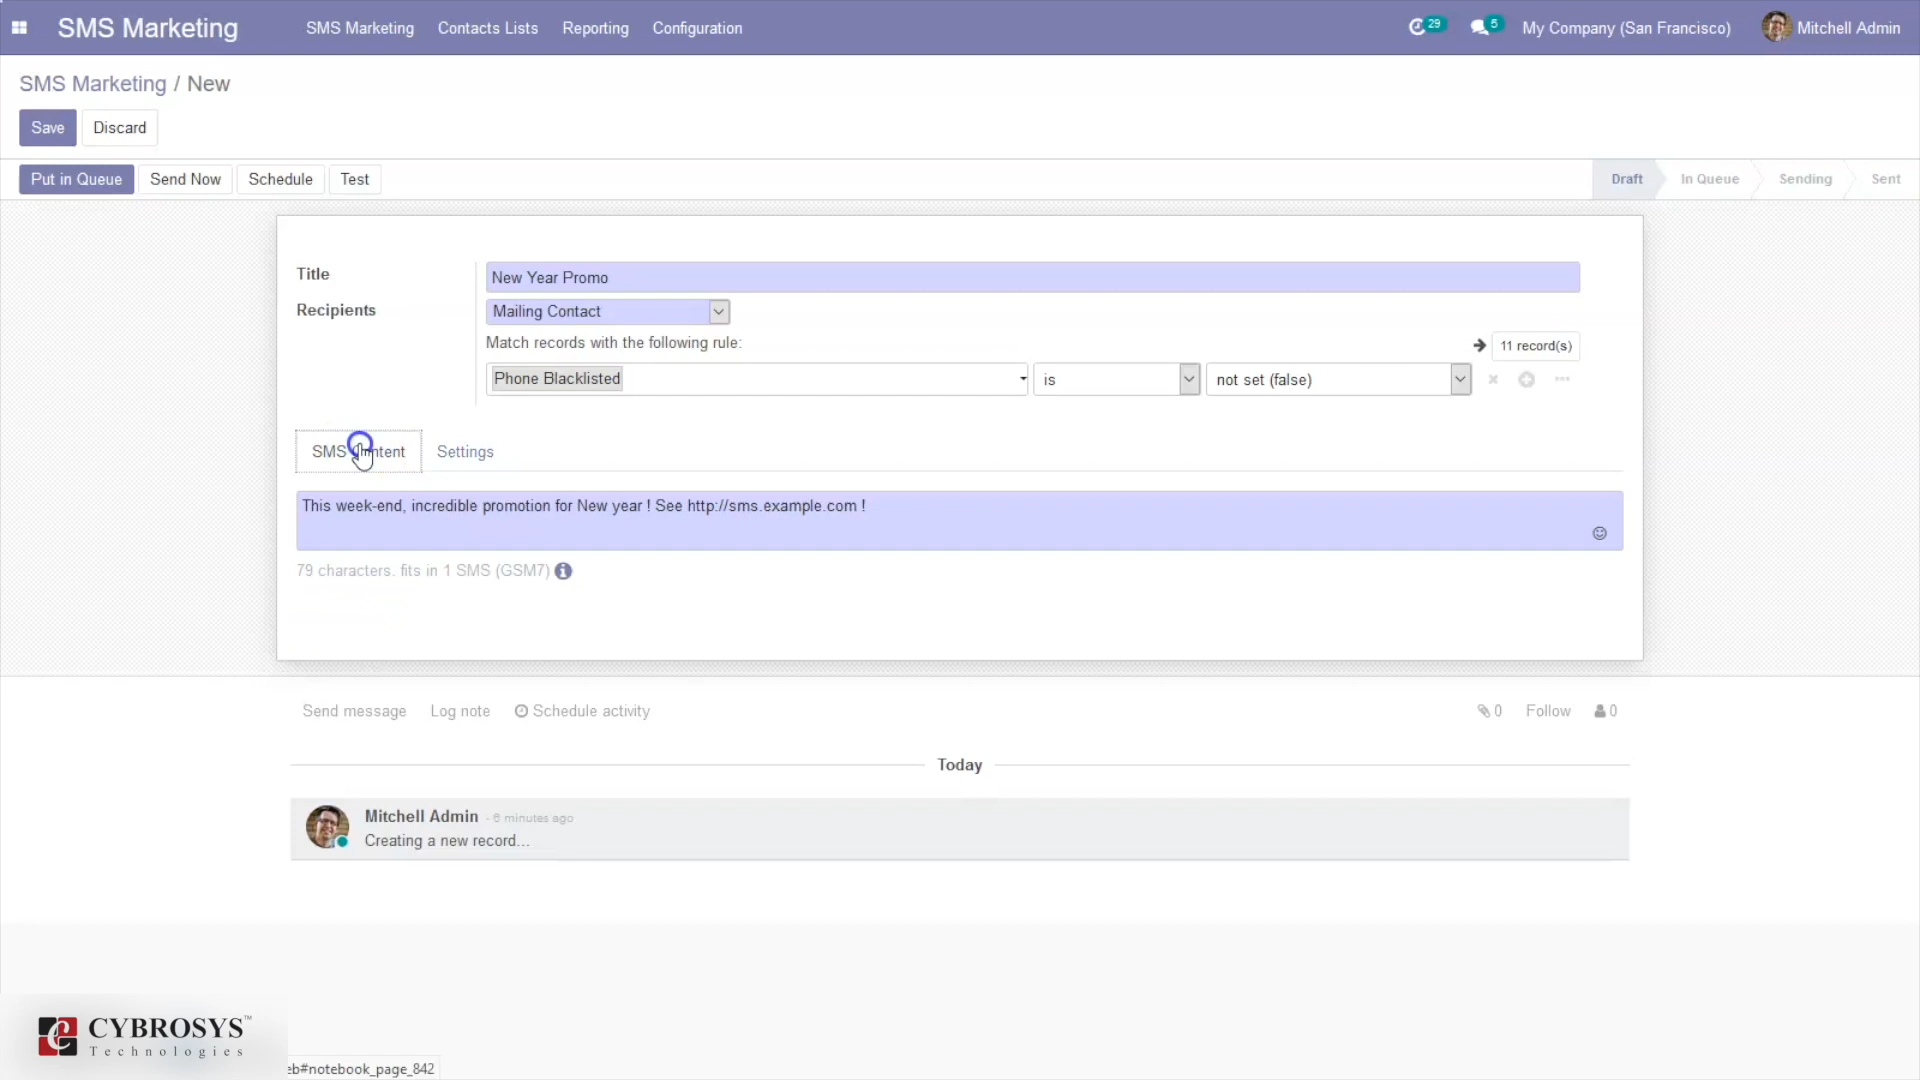 SMS Marketing
SMS Marketing Contacts Lists Reporting Configuration
29 5 My Company (San Francisco) Mitchell Admin
SMS Marketing / New
Save Discard
Put in Queue Send Now Schedule Test
Draft In Queue Sending Sent
Title New Year Promo
Recipients Mailing Contact
Match records with the following rule:
11 record(s)
Phone Blacklisted is not set (false)
SMS Settings
This week-end, incredible promotion for New year ! See http://sms.example.com !
79 characters. fits in 1 SMS (GSM7)
Send message Log note Schedule activity
0 Follow 0
Today
Mitchell Admin - 6 minutes ago
Creating a new record...
CYBROSYS™
Technologies
eb#notebook_page_842